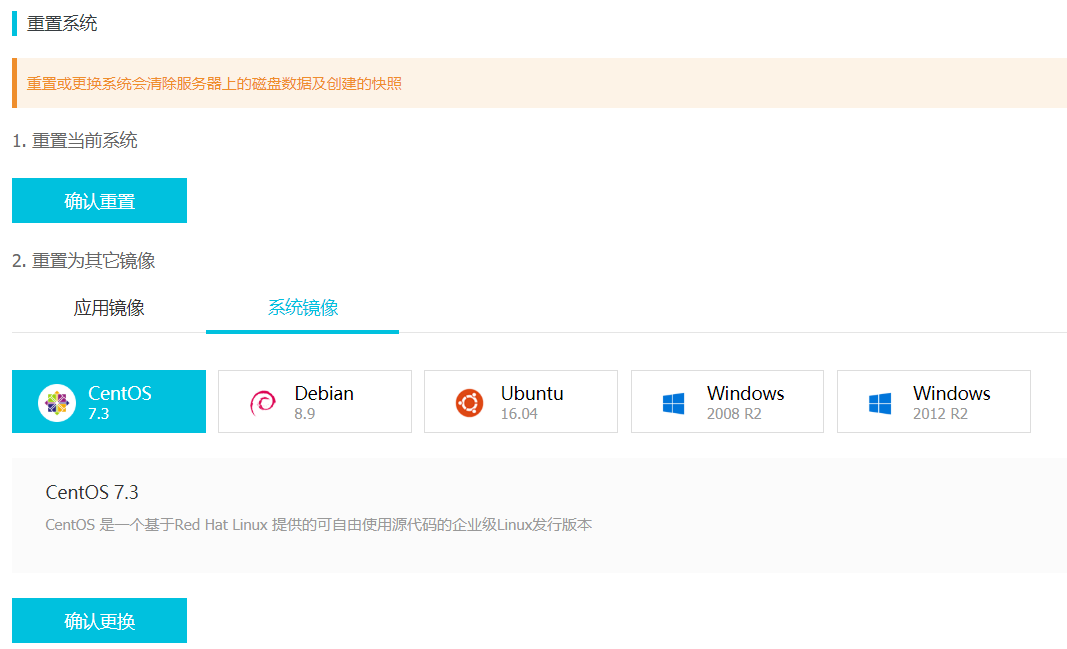 重置系统
重置或更换系统会清除服务器上的磁盘数据及创建的快照
1. 重置当前系统
确认重置
2. 重置为其它镜像
应用镜像 系统镜像
CentOS Debian Ubuntu Windows Windows
7.3 8.9 16.04 2008 R2 2012 R2
CentOS 7.3
CentOS 是一个基于Red Hat Linux 提供的可自由使用源代码的企业级Linux发行版本
确认更换